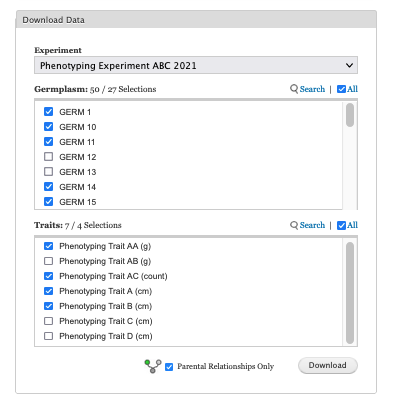 Download Data
Experiment
Phenotyping Experiment ABC 2021
Germplasm: 50 / 27 Selections Search | All
GERM 1
GERM 10
GERM 11
GERM 12
GERM 13
GERM 14
GERM 15
Traits: 7 / 4 Selections Search | All
Phenotyping Trait AA (g)
Phenotyping Trait AB (g)
Phenotyping Trait AC (count)
Phenotyping Trait A (cm)
Phenotyping Trait B (cm)
Phenotyping Trait C (cm)
Phenotyping Trait D (cm)
Parental Relationships Only Download